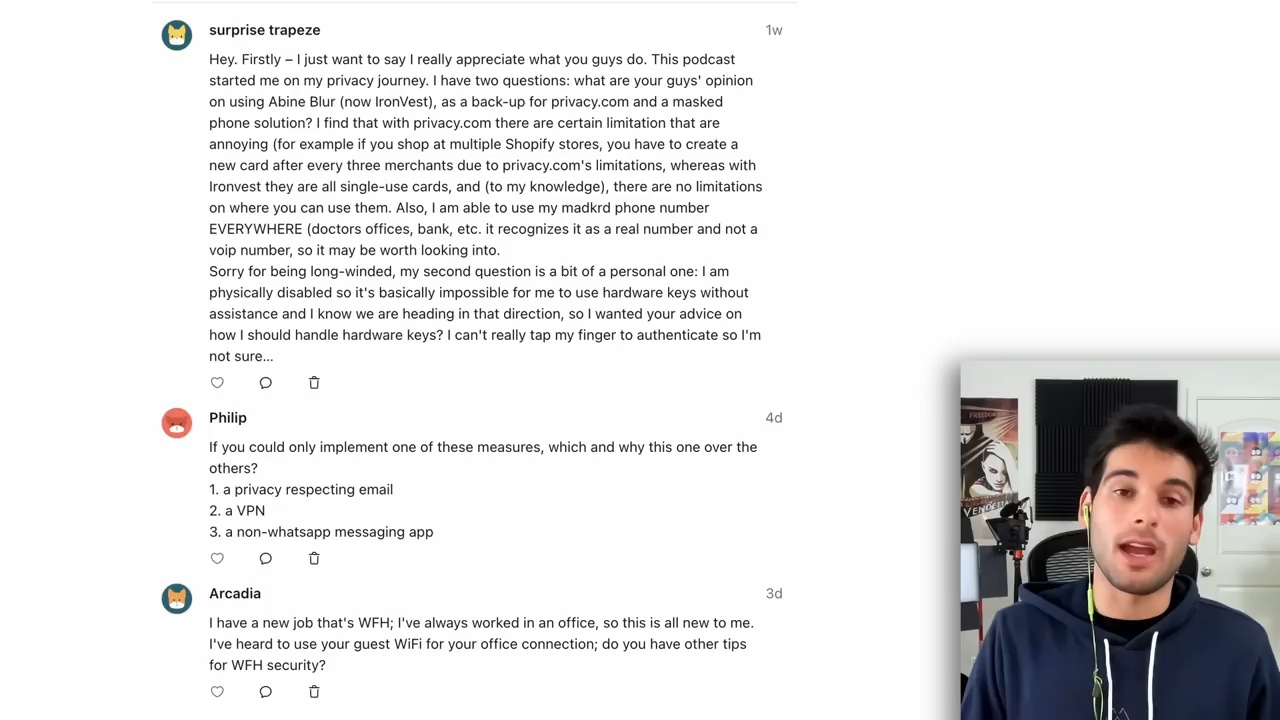 surprise trapeze 1w
Hey. Firstly – I just want to say I really appreciate what you guys do. This podcast
started me on my privacy journey. I have two questions: what are your guys' opinion
on using Abine Blur (now IronVest), as a back-up for privacy.com and a masked
phone solution? I find that with privacy.com there are certain limitation that are
annoying (for example if you shop at multiple Shopify stores, you have to create a
new card after every three merchants due to privacy.com's limitations, whereas with
Ironvest they are all single-use cards, and (to my knowledge), there are no limitations
on where you can use them. Also, I am able to use my madkrd phone number
EVERYWHERE (doctors offices, bank, etc. it recognizes it as a real number and not a
voip number, so it may be worth looking into.
Sorry for being long-winded, my second question is a bit of a personal one: I am
physically disabled so it's basically impossible for me to use hardware keys without
assistance and I know we are heading in that direction, so I wanted your advice on
how I should handle hardware keys? I can't really tap my finger to authenticate so I'm
not sure...
Philip 4d
If you could only implement one of these measures, which and why this one over the
others?
1. a privacy respecting email
2. a VPN
3. a non-whatsapp messaging app
Arcadia 3d
I have a new job that's WFH; I've always worked in an office, so this is all new to me.
I've heard to use your guest WiFi for your office connection; do you have other tips
for WFH security?
VENDETTA